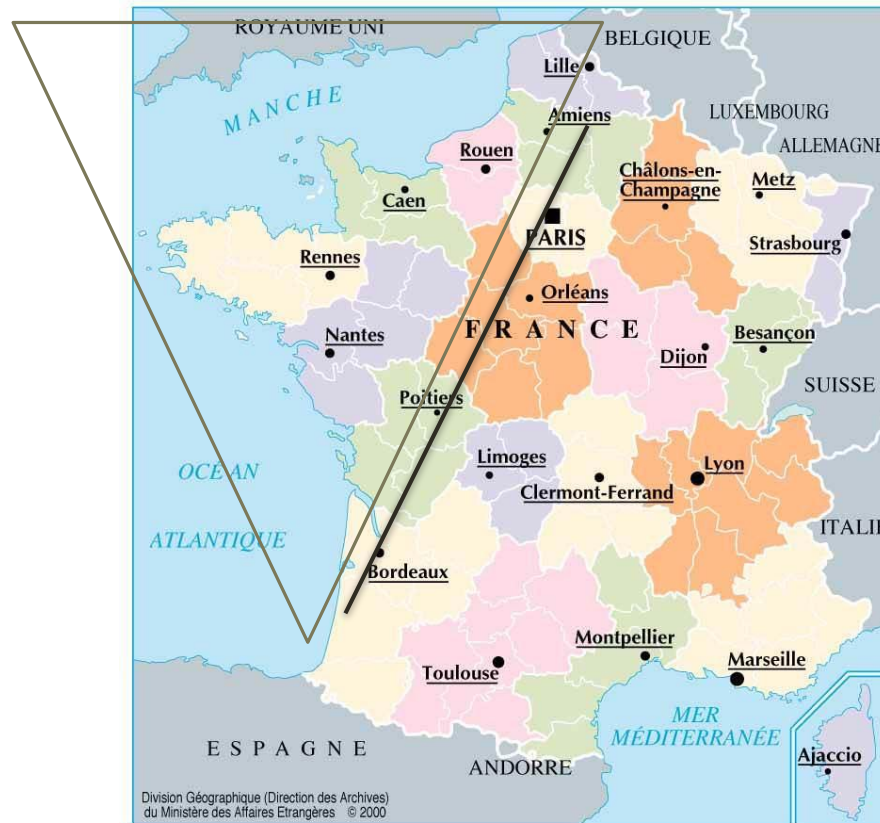 ROYAUME UNI
BELGIQUE
Lille
MANCHE
LUXEMBOURG
Amiens
ALLEMAGNE
Rouen
Châlons-en-
Champagne
Metz
Caen
PARIS
Strasbourg
Rennes
Orléans
FRANCE
Nantes
Besançon
Dijon
SUISSE
Poitiers
OCÉAN
ATLANTIQUE
Limoges
Lyon
Clermont-Ferrand
ITALI
Bordeaux
Montpellier
Toulouse
Marseille
MER
MÉDITERRANÉE
ESPAGNE
ANDORRE
Ajaccio
Division Géographique (Direction des Archives)
du Ministère des Affaires Etrangères © 2000